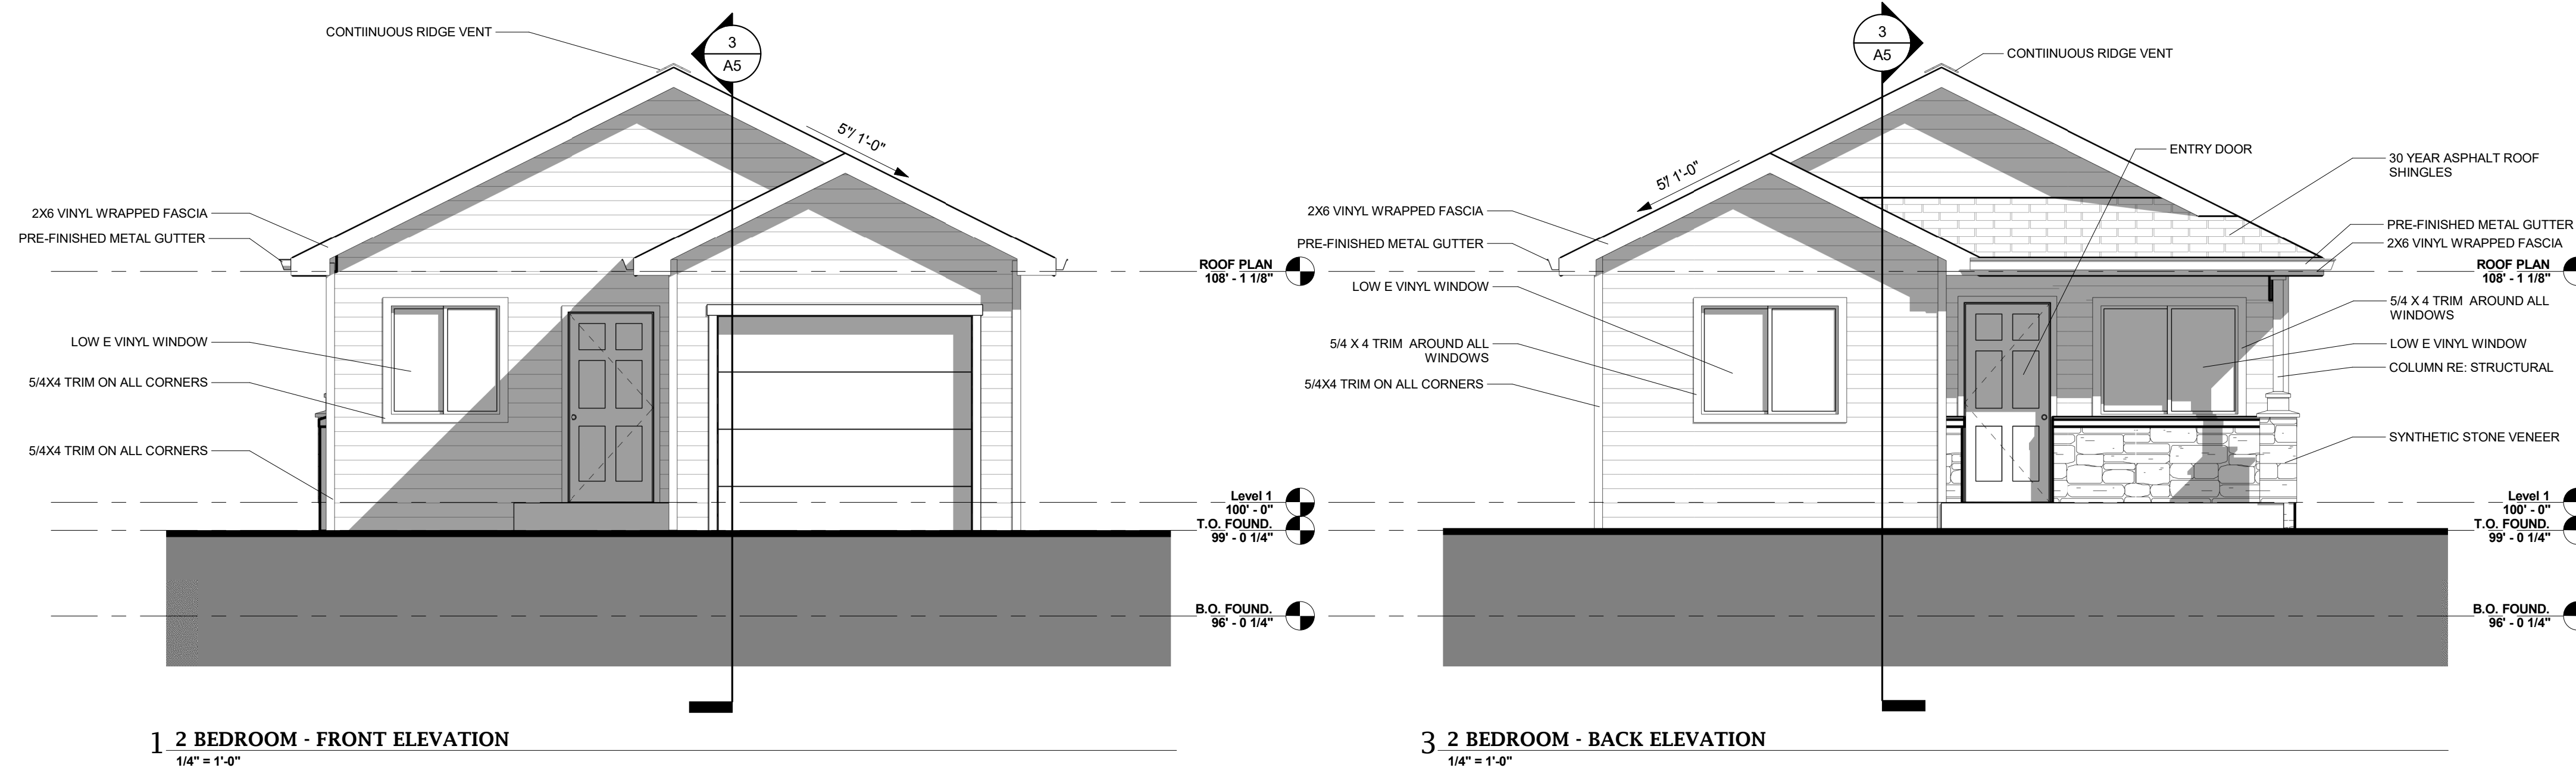 CONTIINUOUS RIDGE VENT
3
A5
5"/ 1'-0"
2X6 VINYL WRAPPED FASCIA
PRE-FINISHED METAL GUTTER
LOW E VINYL WINDOW
5/4X4 TRIM ON ALL CORNERS
5/4X4 TRIM ON ALL CORNERS
ROOF PLAN
108' - 1 1/8"
Level 1
100' - 0"
T.O. FOUND.
99' - 0 1/4"
B.O. FOUND.
96' - 0 1/4"
1 2 BEDROOM - FRONT ELEVATION
1/4" = 1'-0"
3
A5
CONTIINUOUS RIDGE VENT
5"/ 1'-0"
2X6 VINYL WRAPPED FASCIA
PRE-FINISHED METAL GUTTER
LOW E VINYL WINDOW
5/4 X 4 TRIM AROUND ALL
WINDOWS
5/4X4 TRIM ON ALL CORNERS
ENTRY DOOR
30 YEAR ASPHALT ROOF
SHINGLES
PRE-FINISHED METAL GUTTER
2X6 VINYL WRAPPED FASCIA
ROOF PLAN
108' - 1 1/8"
5/4 X 4 TRIM AROUND ALL
WINDOWS
LOW E VINYL WINDOW
COLUMN RE: STRUCTURAL
SYNTHETIC STONE VENEER
Level 1
100' - 0"
T.O. FOUND.
99' - 0 1/4"
B.O. FOUND.
96' - 0 1/4"
3 2 BEDROOM - BACK ELEVATION
1/4" = 1'-0"